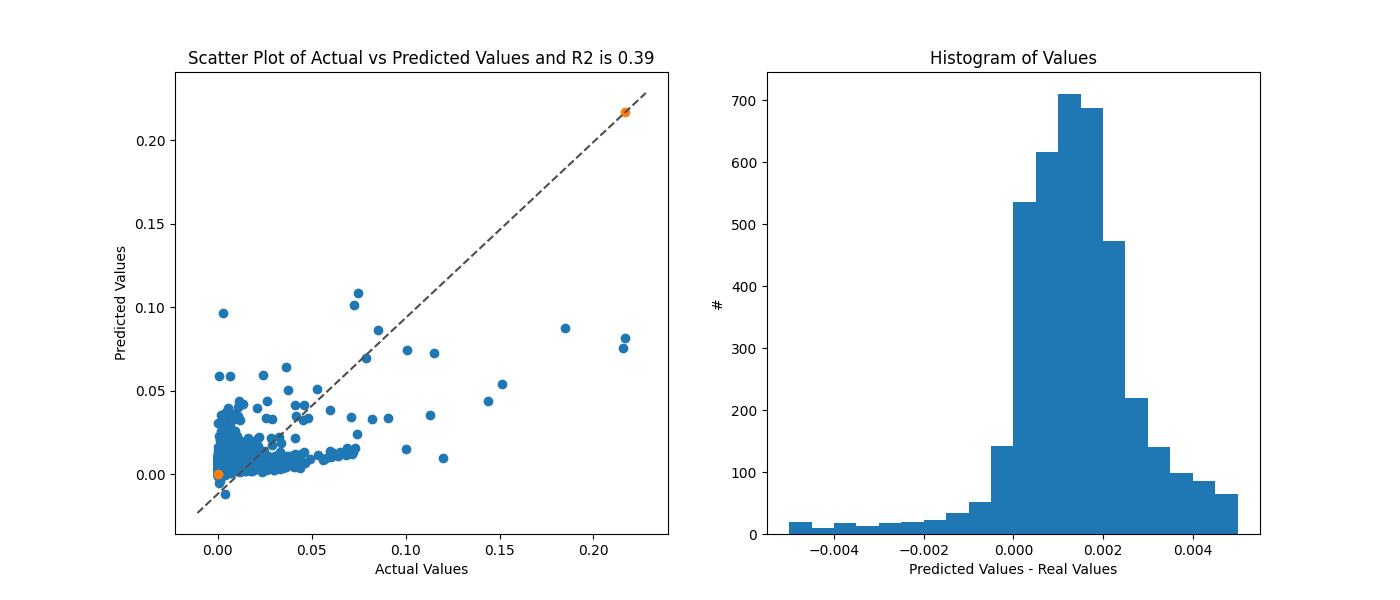 Scatter Plot of Actual vs Predicted Values and R2 is 0.39
0.20
0.15
0.10
0.05
0.00
Predicted Values
0.00 0.05 0.10 0.15 0.20
Actual Values
Histogram of Values
700
600
500
400
300
200
100
0
#
−0.004 −0.002 0.000 0.002 0.004
Predicted Values - Real Values